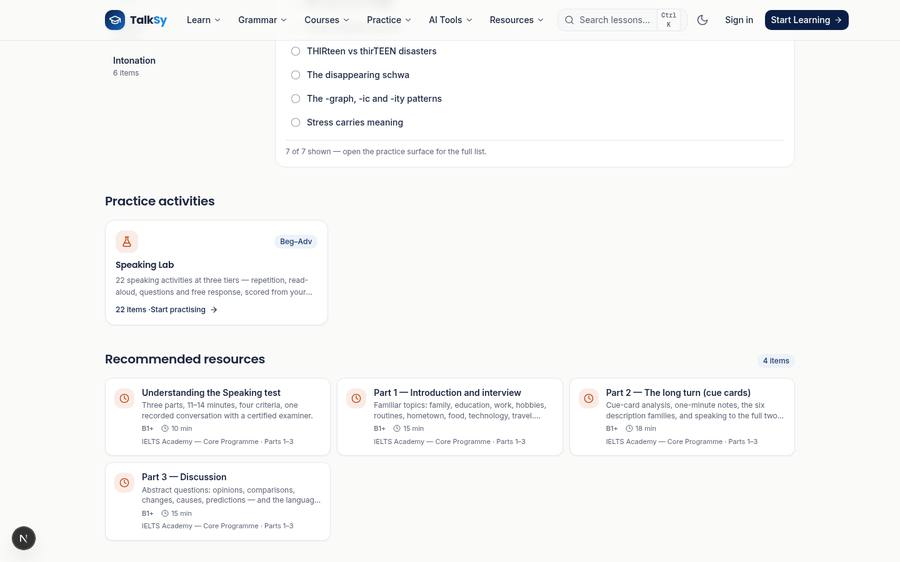 TalkSy
Learn
Grammar
Courses
Practice
AI Tools
Resources
Search lessons...
Ctrl
K
Sign in
Start Learning
Intonation
6 items
THIRteen vs thirTEEN disasters
The disappearing schwa
The -graph, -ic and -ity patterns
Stress carries meaning
7 of 7 shown — open the practice surface for the full list.
Practice activities
Beg–Adv
Speaking Lab
22 speaking activities at three tiers — repetition, read-
aloud, questions and free response, scored from your...
22 items ·Start practising
Recommended resources
4 items
Understanding the Speaking test
Three parts, 11–14 minutes, four criteria, one
recorded conversation with a certified examiner.
B1+ 10 min
IELTS Academy — Core Programme · Parts 1–3
Part 1 — Introduction and interview
Familiar topics: family, education, work, hobbies,
routines, hometown, food, technology, travel....
B1+ 15 min
IELTS Academy — Core Programme · Parts 1–3
Part 2 — The long turn (cue cards)
Cue-card analysis, one-minute notes, the six
description families, and speaking to the full two...
B1+ 18 min
IELTS Academy — Core Programme · Parts 1–3
Part 3 — Discussion
Abstract questions: opinions, comparisons,
changes, causes, predictions — and the languag...
B1+ 15 min
IELTS Academy — Core Programme · Parts 1–3
N